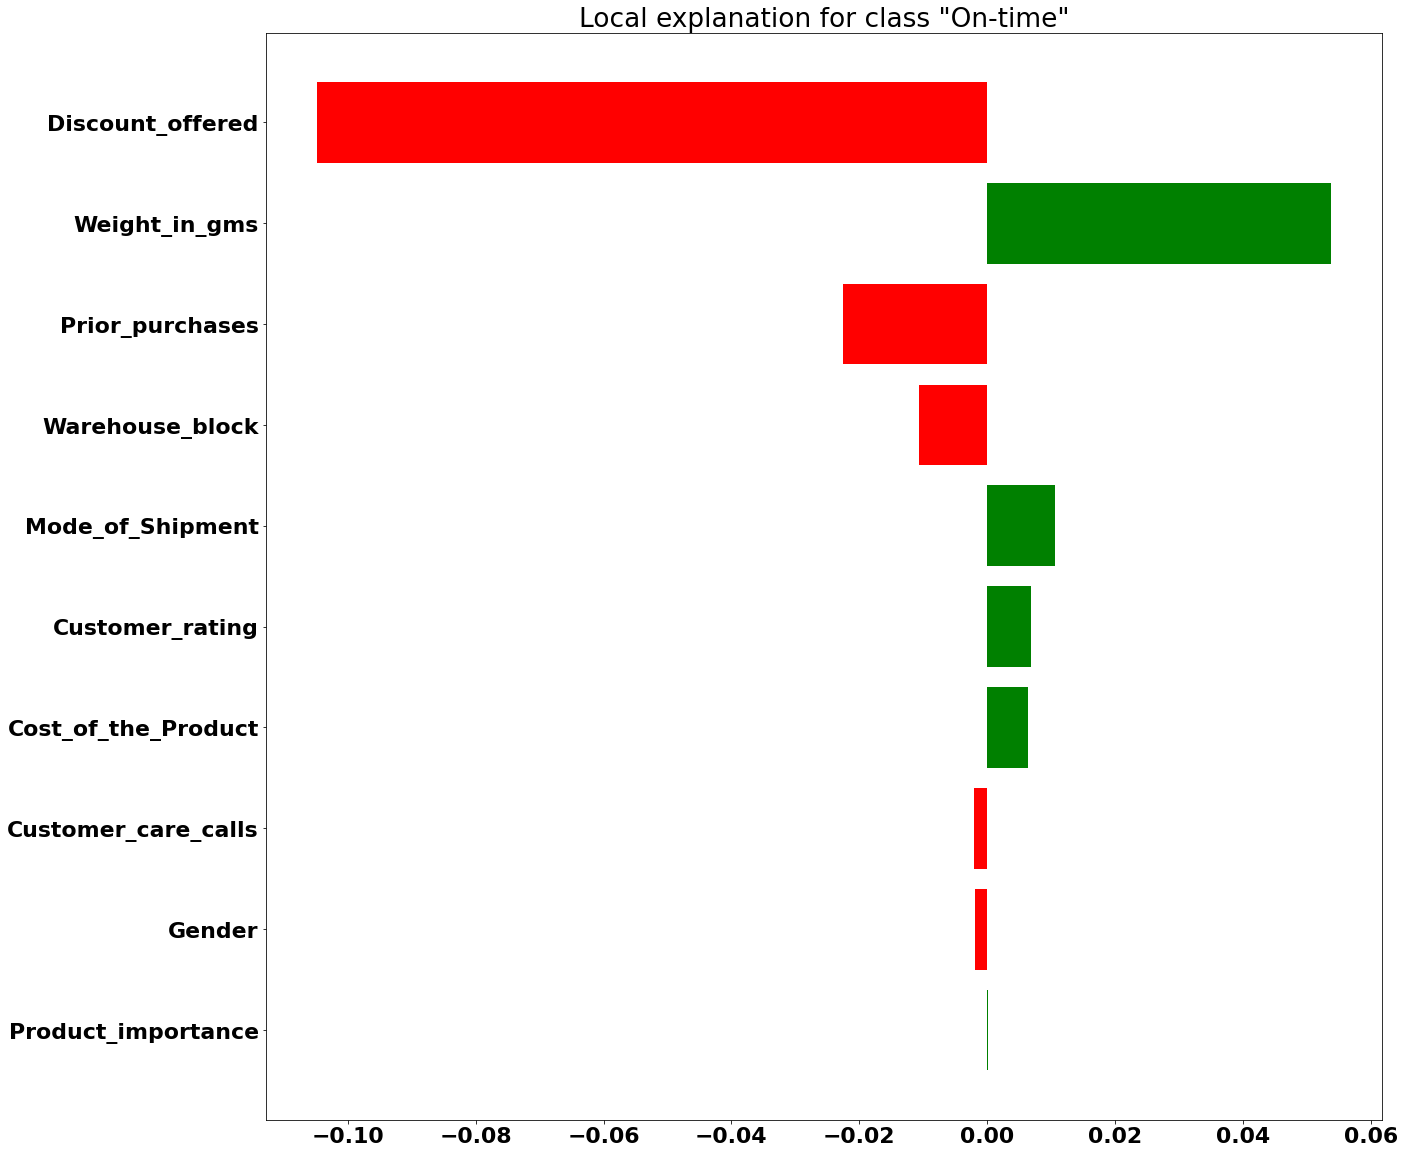 Local explanation for class "On-time"
Discount_offered
Weight_in_gms
Prior_purchases
Warehouse_block
Mode_of_Shipment
Customer_rating
Cost_of_the_Product
Customer_care_calls
Gender
Product_importance
−0.10 −0.08 −0.06 −0.04 −0.02 0.00 0.02 0.04 0.06